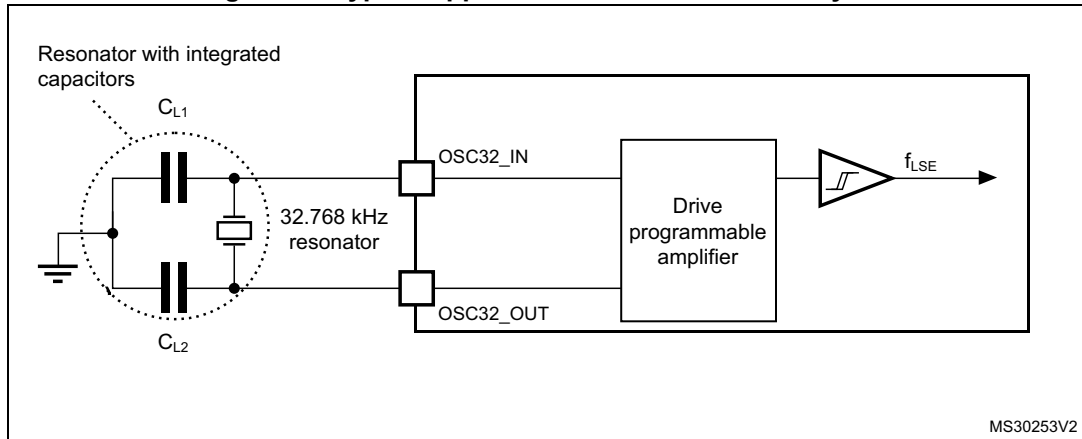 Resonator with integrated
capacitors
CL1
OSC32_IN
fLSE
32.768 kHz
resonator
Drive
programmable
amplifier
OSC32_OUT
CL2
MS30253V2